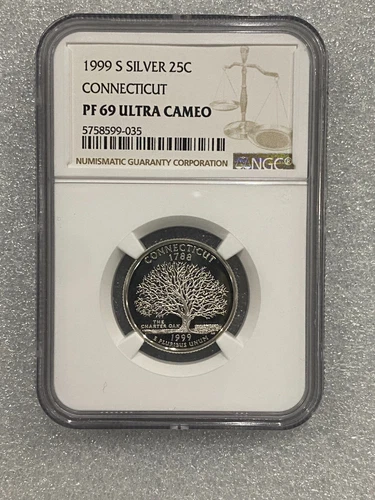 1999 S SILVER 25C
CONNECTICUT
PF 69 ULTRA CAMEO
5758599-035
NUMISMATIC GUARANTY CORPORATION
NGC
CONNECTICUT
1788
THE
CHARTER OAK
1999
E PLURIBUS UNUM